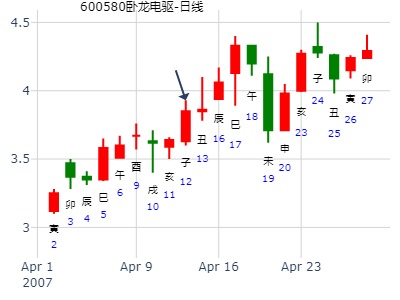 600580卧龙电驱-日线
4.5
4
3.5
3
寅
2
卯
3
辰
4
巳
5
午
6
酉
9
戌
10
亥
11
子
12
丑
13
辰
16
巳
17
午
18
未
19
申
20
亥
23
子
24
丑
25
寅
26
卯
27
Apr 1
2007
Apr 9
Apr 16
Apr 23